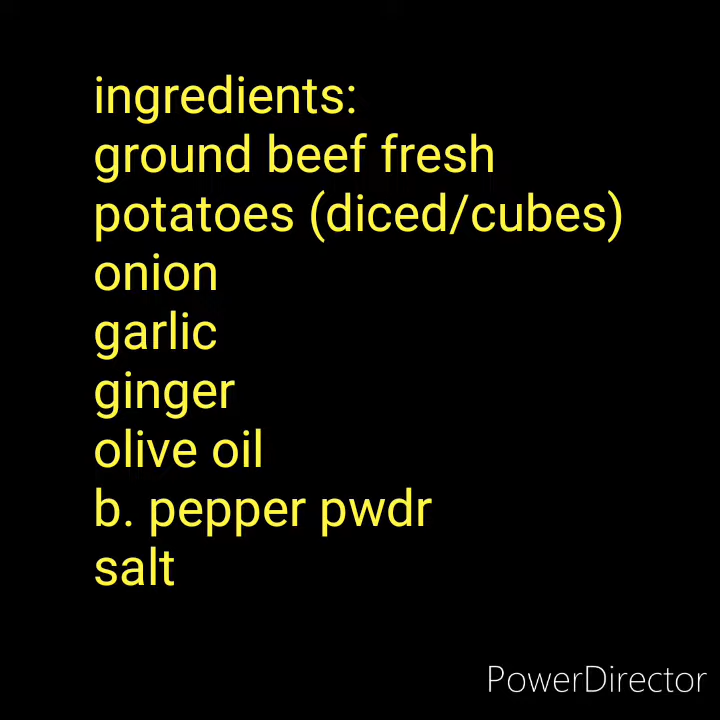 ingredients:
ground beef fresh
potatoes (diced/cubes)
onion
garlic
ginger
olive oil
b. pepper pwdr
salt
PowerDirector